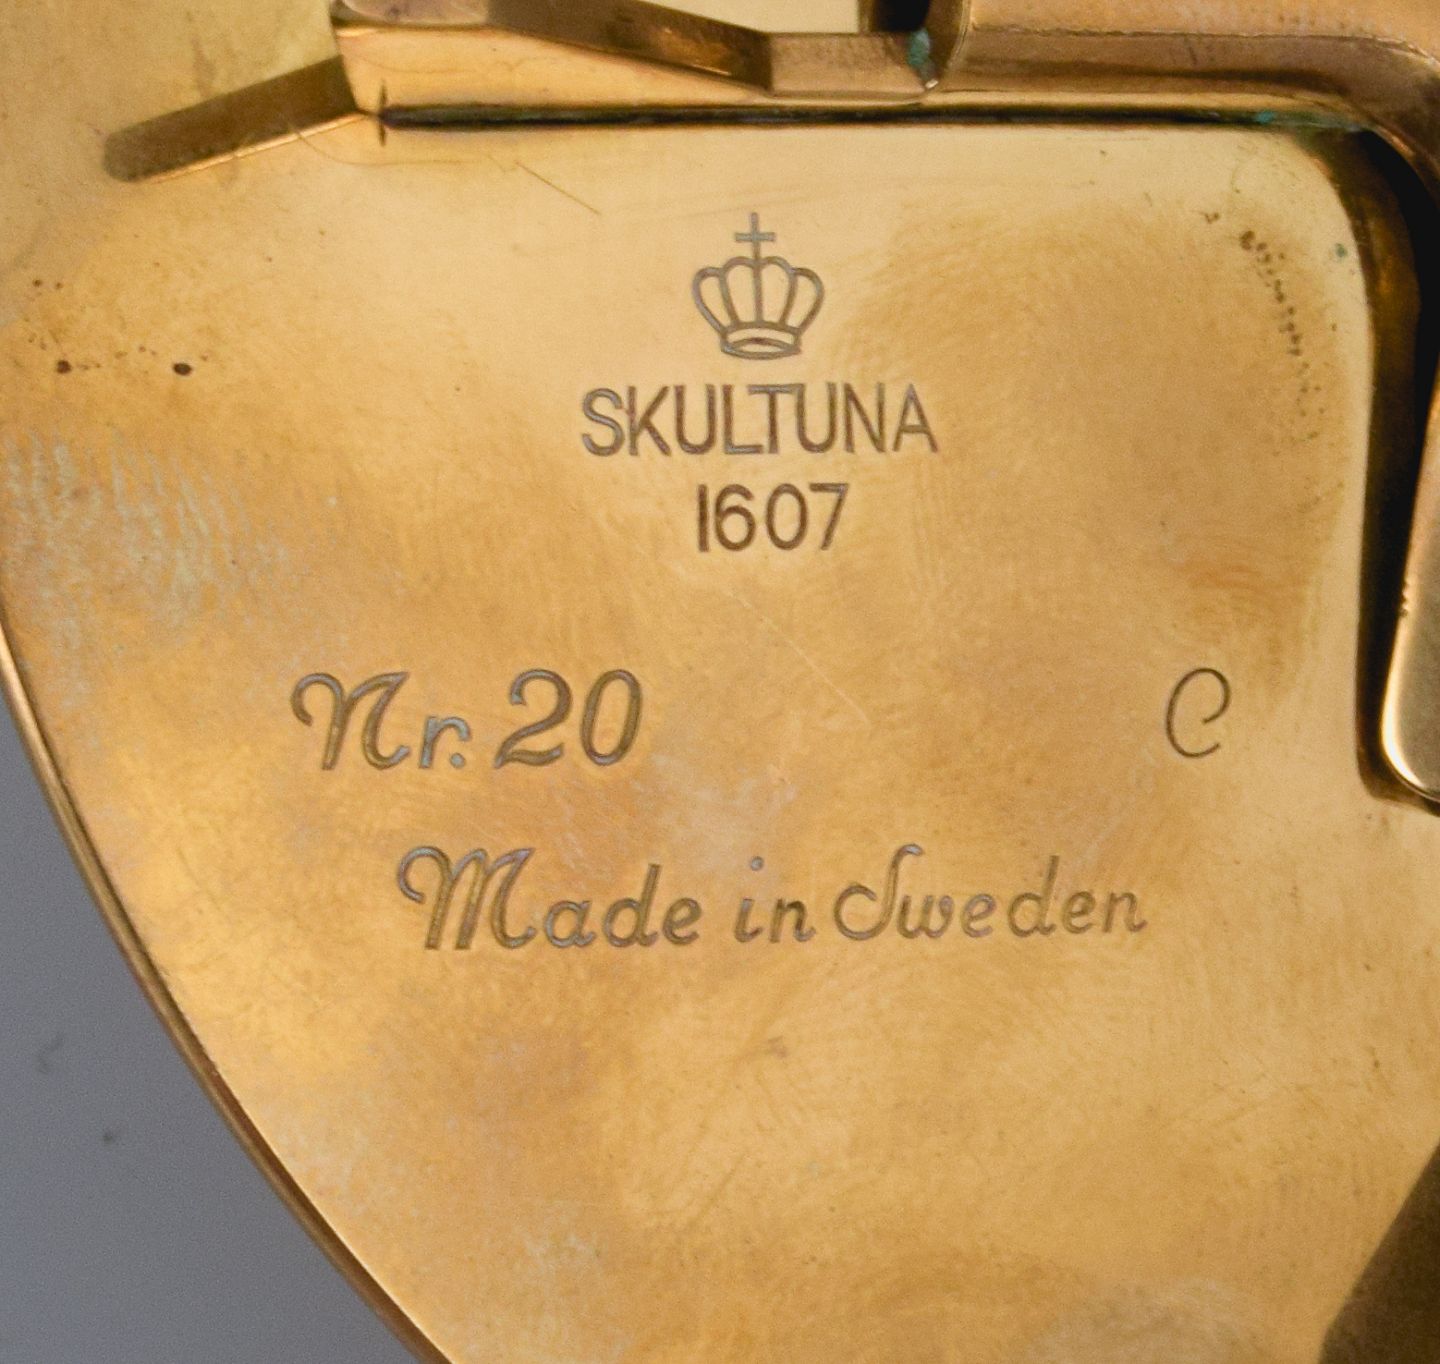 SKULTUNA
1607
Nr. 20 C
Made in Sweden